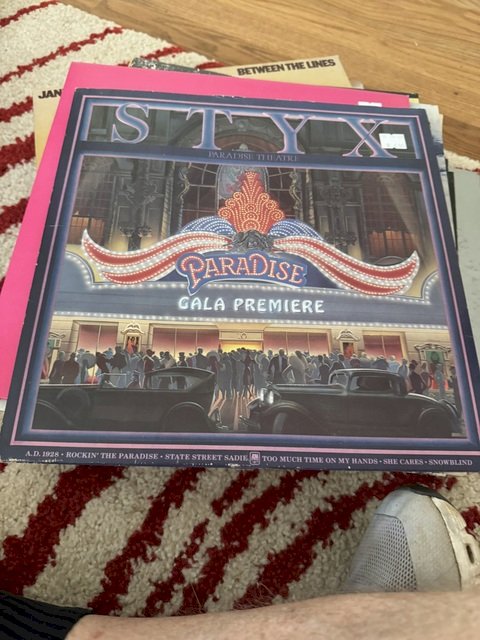 BETWEEN THE LINES
JAN
STYX
PARADISE THEATRE
PARADISE
GALA PREMIERE
A.D. 1928 • ROCKIN' THE PARADISE • STATE STREET SADIE A&M TOO MUCH TIME ON MY HANDS • SHE CARES • SNOWBLIND